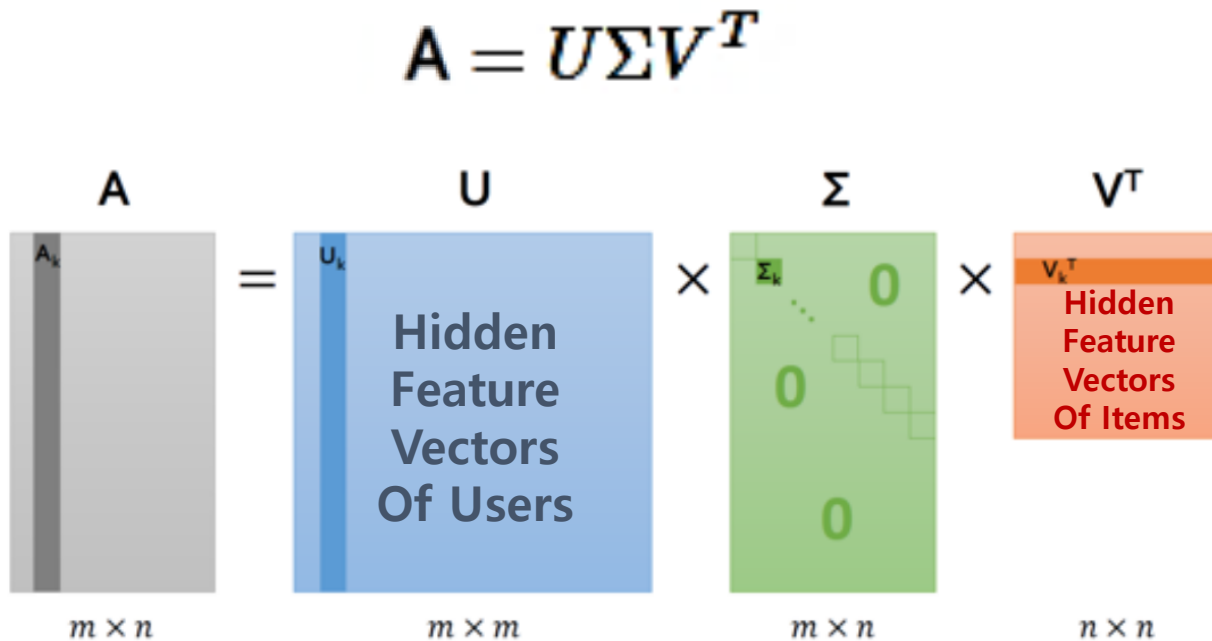 A = UΣV^T
A U Σ V^T
A_k = U_k × Σ_k 0 × V_k^T
Hidden
Feature
Vectors
Of Users
0
0
Hidden
Feature
Vectors
Of Items
m × n m × m m × n n × n